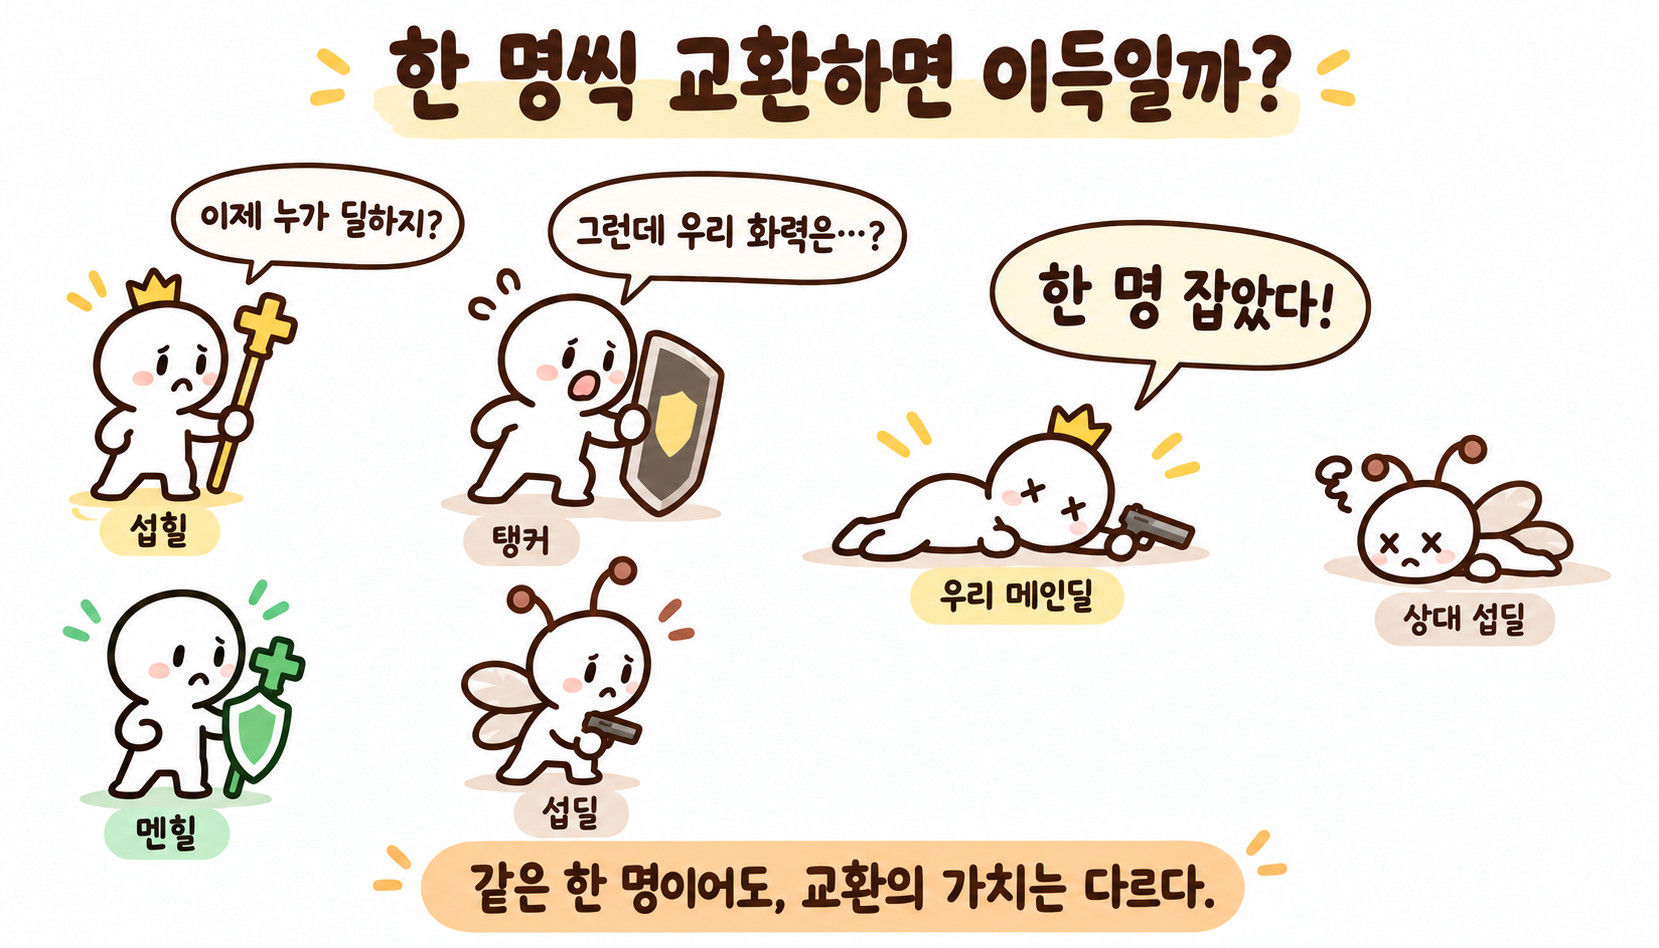 한 명씩 교환하면 이득일까?
이제 누가 딜하지?
그런데 우리 화력은…?
한 명 잡았다!
섭힐
탱커
우리 메인딜
상대 섭딜
멘힐
섭딜
같은 한 명이어도, 교환의 가치는 다르다.